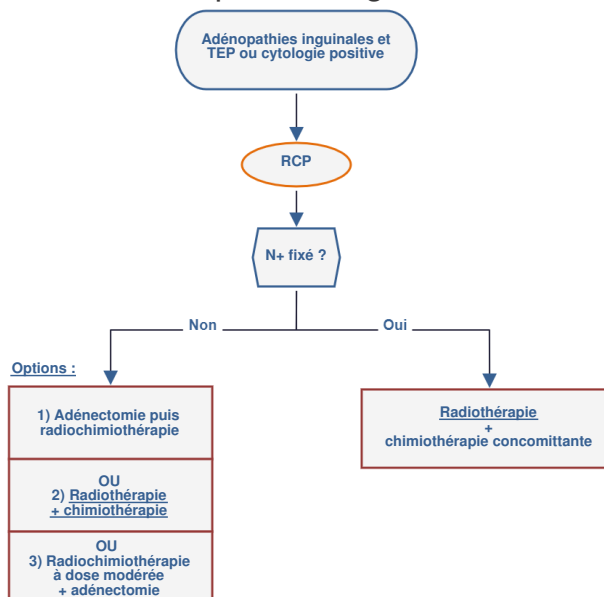 Adénopathies inguinales et
TEP ou cytologie positive
RCP
N+ fixé ?
Non
Oui
Options :
1) Adénectomie puis
radiochimiothérapie
OU
2) Radiothérapie
+ chimiothérapie
OU
3) Radiochimiothérapie
à dose modérée
+ adénectomie
Radiothérapie
+
chimiothérapie concomittante